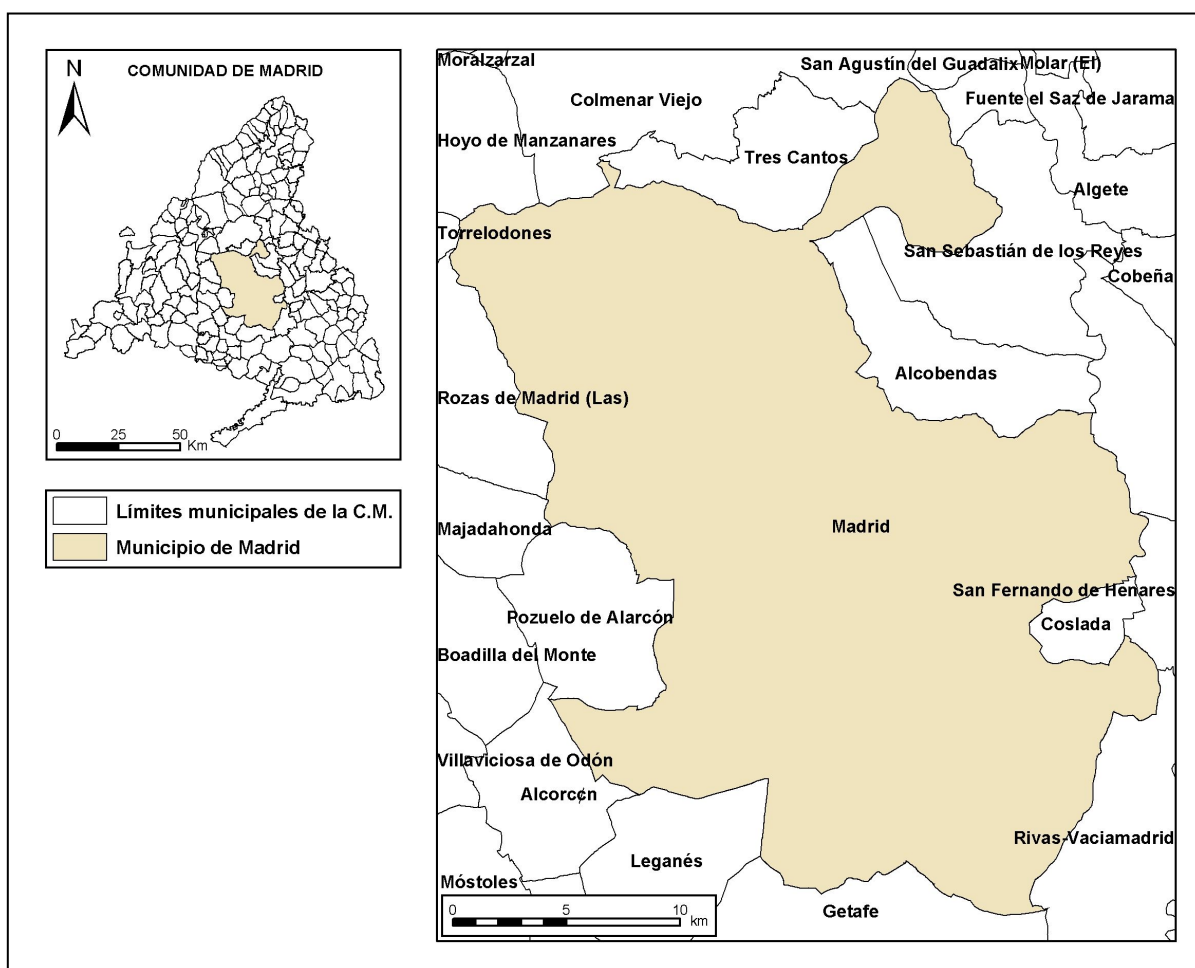 N
COMUNIDAD DE MADRID
0 25 50
Km
Límites municipales de la C.M.
Municipio de Madrid
Moralzarzal
San Agustín del Guadalix
Molar (El)
Colmenar Viejo
Fuente el Saz de Jarama
Hoyo de Manzanares
Tres Cantos
Algete
Torrelodones
San Sebastián de los Reyes
Cobeña
Alcobendas
Rozas de Madrid (Las)
Madrid
Majadahonda
San Fernando de Henares
Pozuelo de Alarcón
Coslada
Boadilla del Monte
Villaviciosa de Odón
Alcorcón
Rivas-Vaciamadrid
Leganés
Móstoles
Getafe
0 5 10
km